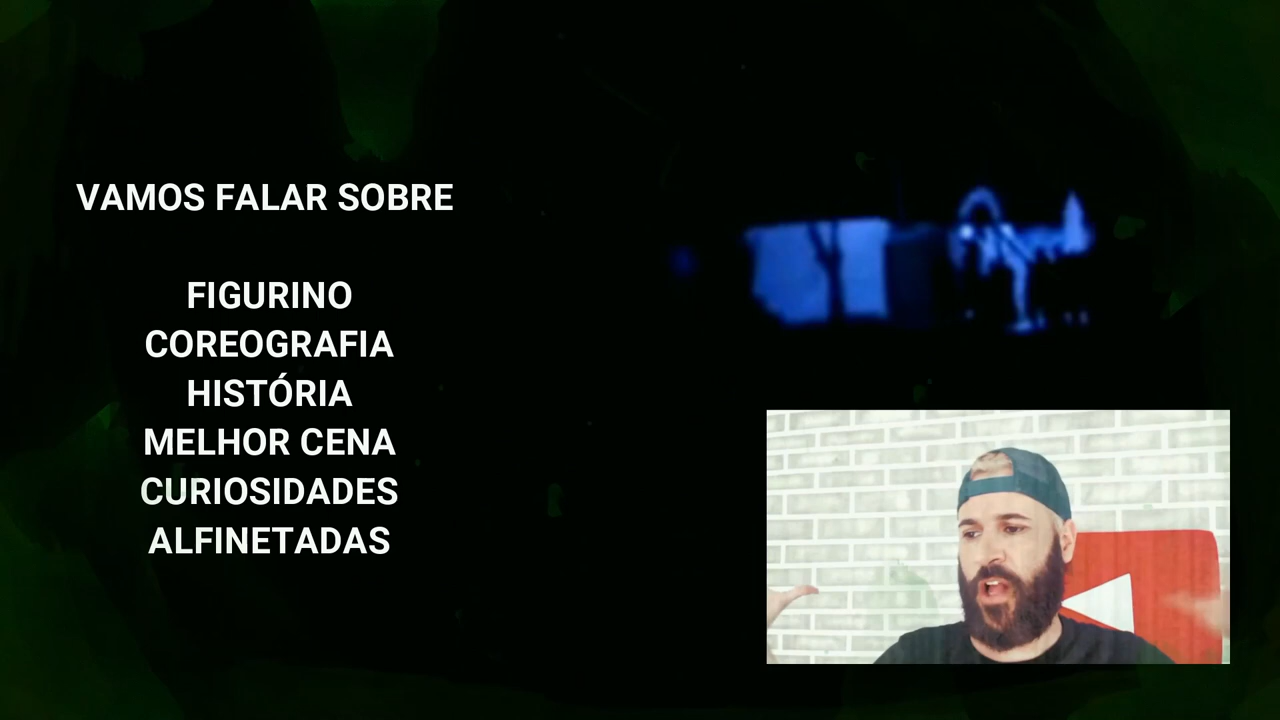 VAMOS FALAR SOBRE
FIGURINO
COREOGRAFIA
HISTÓRIA
MELHOR CENA
CURIOSIDADES
ALFINETADAS